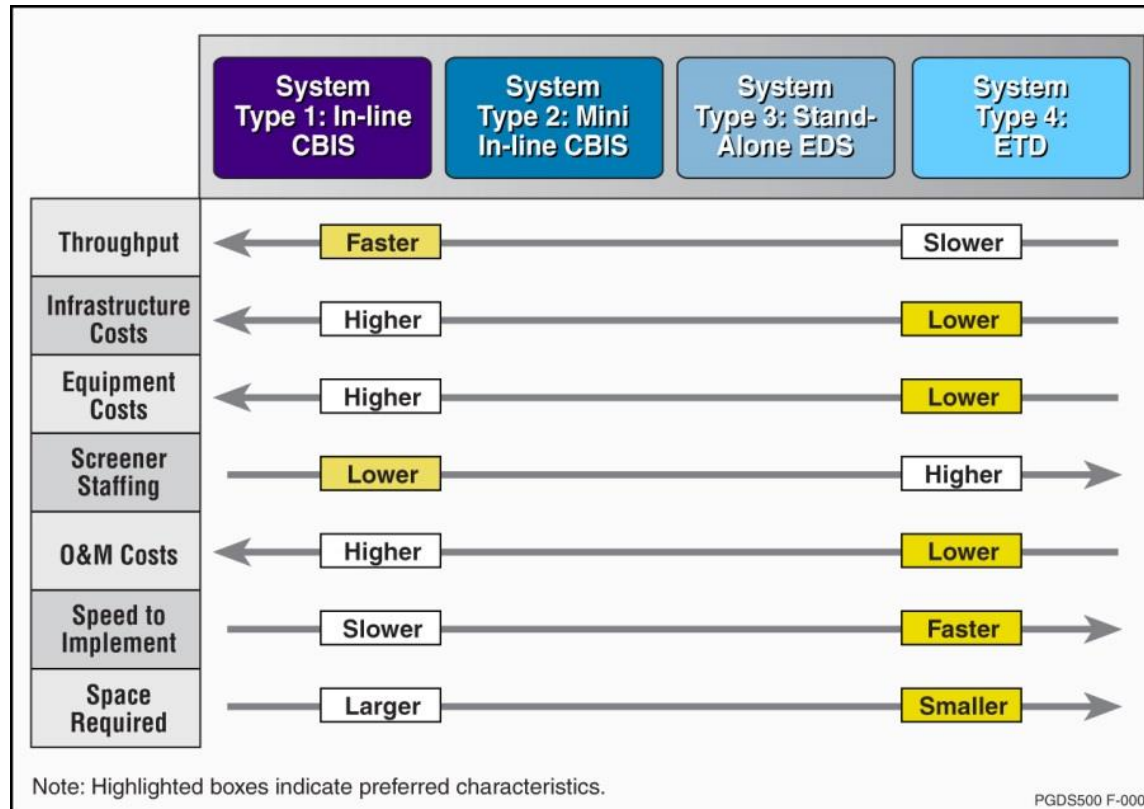 System
Type 1: In-line
CBIS
System
Type 2: Mini
In-line CBIS
System
Type 3: Stand-
Alone EDS
System
Type 4:
ETD
Throughput
Faster
Slower
Infrastructure
Costs
Higher
Lower
Equipment
Costs
Higher
Lower
Screener
Staffing
Lower
Higher
O&M Costs
Higher
Lower
Speed to
Implement
Slower
Faster
Space
Required
Larger
Smaller
Note: Highlighted boxes indicate preferred characteristics.
PGDS500 F-000